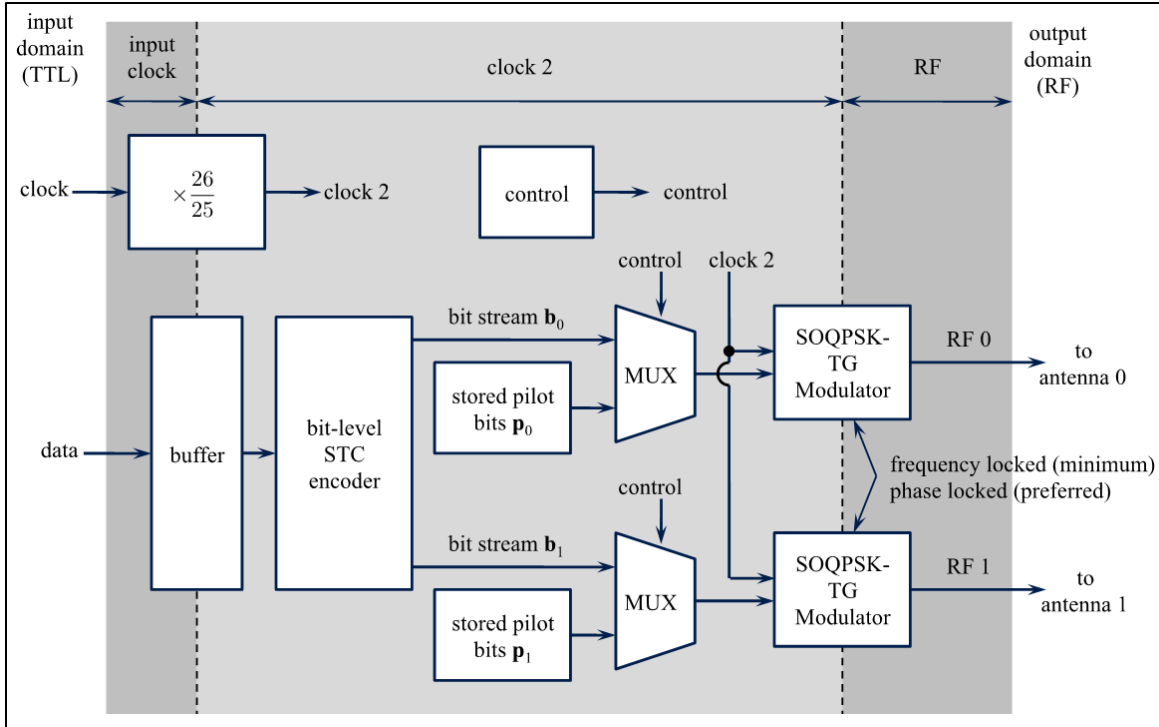 input
domain
(TTL)
input
clock
clock 2
RF
output
domain
(RF)
clock
× 26/25
clock 2
control
control
control
clock 2
bit stream b₀
SOQPSK-
TG
Modulator
RF 0
to
antenna 0
MUX
stored pilot
bits p₀
data
buffer
bit-level
STC
encoder
frequency locked (minimum)
phase locked (preferred)
control
bit stream b₁
SOQPSK-
TG
Modulator
RF 1
to
antenna 1
MUX
stored pilot
bits p₁